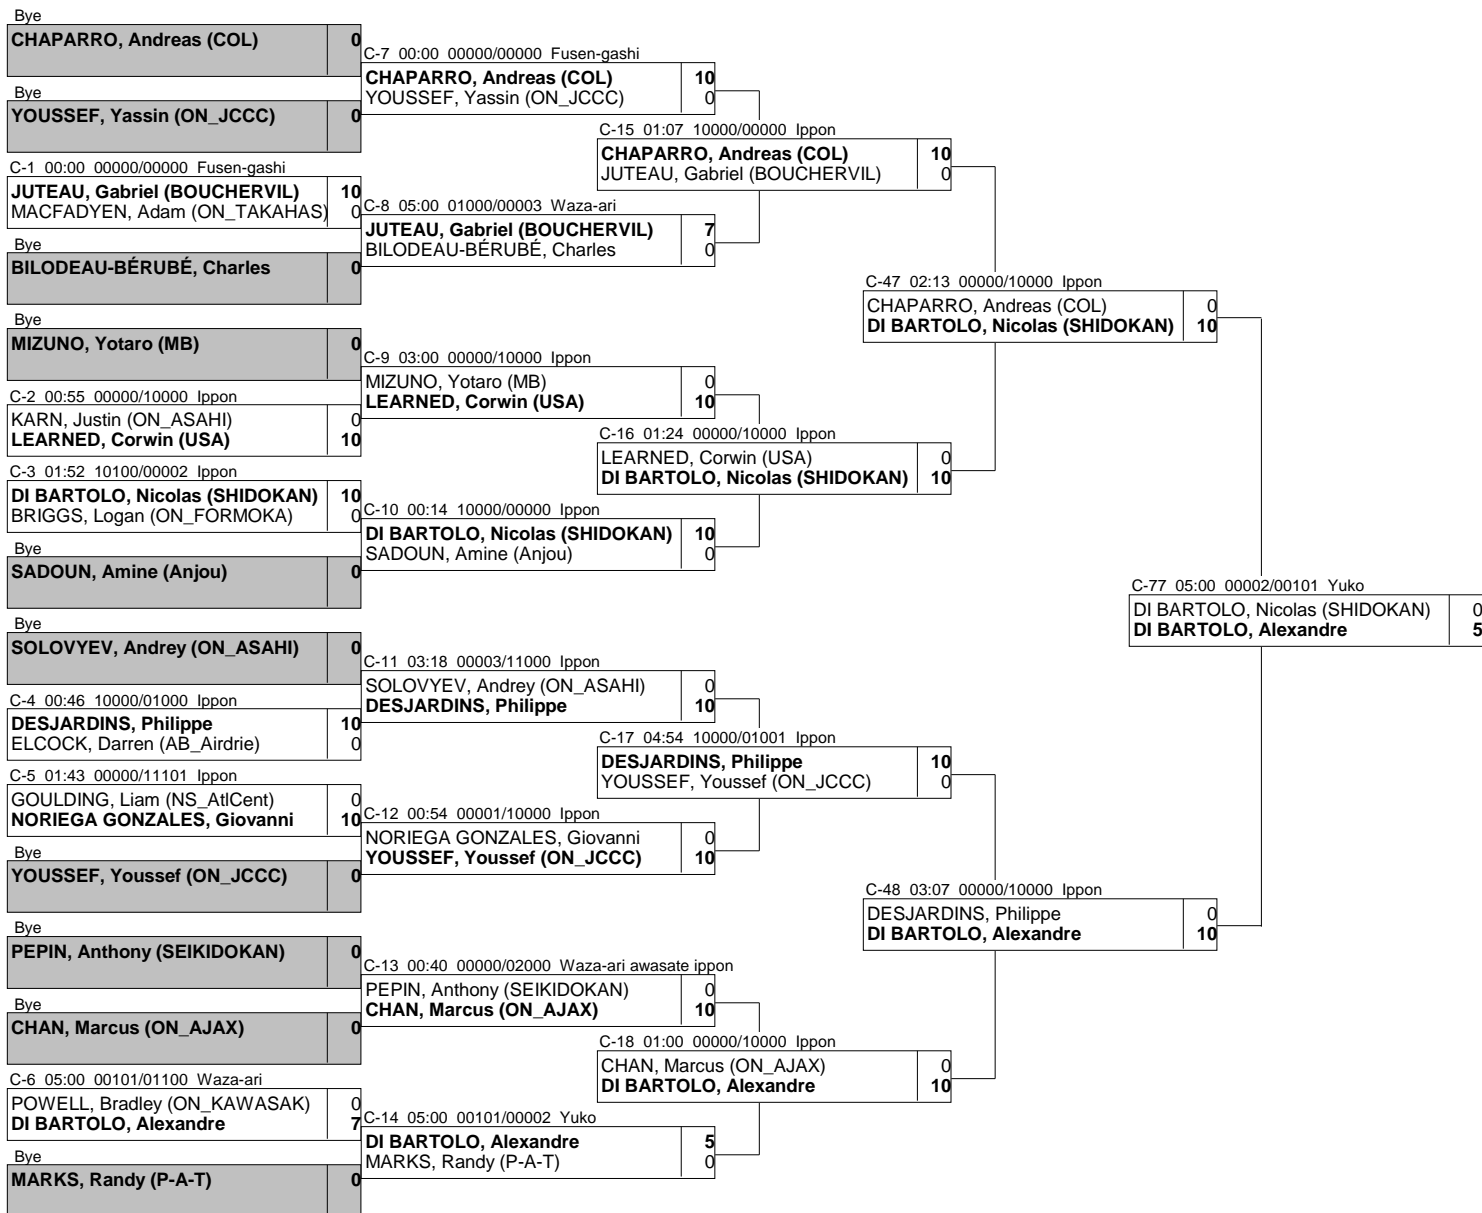 Bye
CHAPARRO, Andreas (COL) 0
Bye
YOUSSEF, Yassin (ON_JCCC) 0
C-1 00:00 00000/00000 Fusen-gashi
JUTEAU, Gabriel (BOUCHERVIL) 10
MACFADYEN, Adam (ON_TAKAHAS) 0
Bye
BILODEAU-BÉRUBÉ, Charles 0
Bye
MIZUNO, Yotaro (MB) 0
C-2 00:55 00000/10000 Ippon
KARN, Justin (ON_ASAHI) 0
LEARNED, Corwin (USA) 10
C-3 01:52 10100/00002 Ippon
DI BARTOLO, Nicolas (SHIDOKAN) 10
BRIGGS, Logan (ON_FORMOKA) 0
Bye
SADOUN, Amine (Anjou) 0
Bye
SOLOVYEV, Andrey (ON_ASAHI) 0
C-4 00:46 10000/01000 Ippon
DESJARDINS, Philippe 10
ELCOCK, Darren (AB_Airdrie) 0
C-5 01:43 00000/11101 Ippon
GOULDING, Liam (NS_AtlCent) 0
NORIEGA GONZALES, Giovanni 10
Bye
YOUSSEF, Youssef (ON_JCCC) 0
Bye
PEPIN, Anthony (SEIKIDOKAN) 0
Bye
CHAN, Marcus (ON_AJAX) 0
C-6 05:00 00101/01100 Waza-ari
POWELL, Bradley (ON_KAWASAK) 0
DI BARTOLO, Alexandre 7
Bye
MARKS, Randy (P-A-T) 0
C-7 00:00 00000/00000 Fusen-gashi
CHAPARRO, Andreas (COL) 10
YOUSSEF, Yassin (ON_JCCC) 0
C-8 05:00 01000/00003 Waza-ari
JUTEAU, Gabriel (BOUCHERVIL) 7
BILODEAU-BÉRUBÉ, Charles 0
C-9 03:00 00000/10000 Ippon
MIZUNO, Yotaro (MB) 0
LEARNED, Corwin (USA) 10
C-10 00:14 10000/00000 Ippon
DI BARTOLO, Nicolas (SHIDOKAN) 10
SADOUN, Amine (Anjou) 0
C-11 03:18 00003/11000 Ippon
SOLOVYEV, Andrey (ON_ASAHI) 0
DESJARDINS, Philippe 10
C-12 00:54 00001/10000 Ippon
NORIEGA GONZALES, Giovanni 0
YOUSSEF, Youssef (ON_JCCC) 10
C-13 00:40 00000/02000 Waza-ari awasate ippon
PEPIN, Anthony (SEIKIDOKAN) 0
CHAN, Marcus (ON_AJAX) 10
C-14 05:00 00101/00002 Yuko
DI BARTOLO, Alexandre 5
MARKS, Randy (P-A-T) 0
C-15 01:07 10000/00000 Ippon
CHAPARRO, Andreas (COL) 10
JUTEAU, Gabriel (BOUCHERVIL) 0
C-16 01:24 00000/10000 Ippon
LEARNED, Corwin (USA) 0
DI BARTOLO, Nicolas (SHIDOKAN) 10
C-17 04:54 10000/01001 Ippon
DESJARDINS, Philippe 10
YOUSSEF, Youssef (ON_JCCC) 0
C-18 01:00 00000/10000 Ippon
CHAN, Marcus (ON_AJAX) 0
DI BARTOLO, Alexandre 10
C-47 02:13 00000/10000 Ippon
CHAPARRO, Andreas (COL) 0
DI BARTOLO, Nicolas (SHIDOKAN) 10
C-48 03:07 00000/10000 Ippon
DESJARDINS, Philippe 0
DI BARTOLO, Alexandre 10
C-77 05:00 00002/00101 Yuko
DI BARTOLO, Nicolas (SHIDOKAN) 0
DI BARTOLO, Alexandre 5